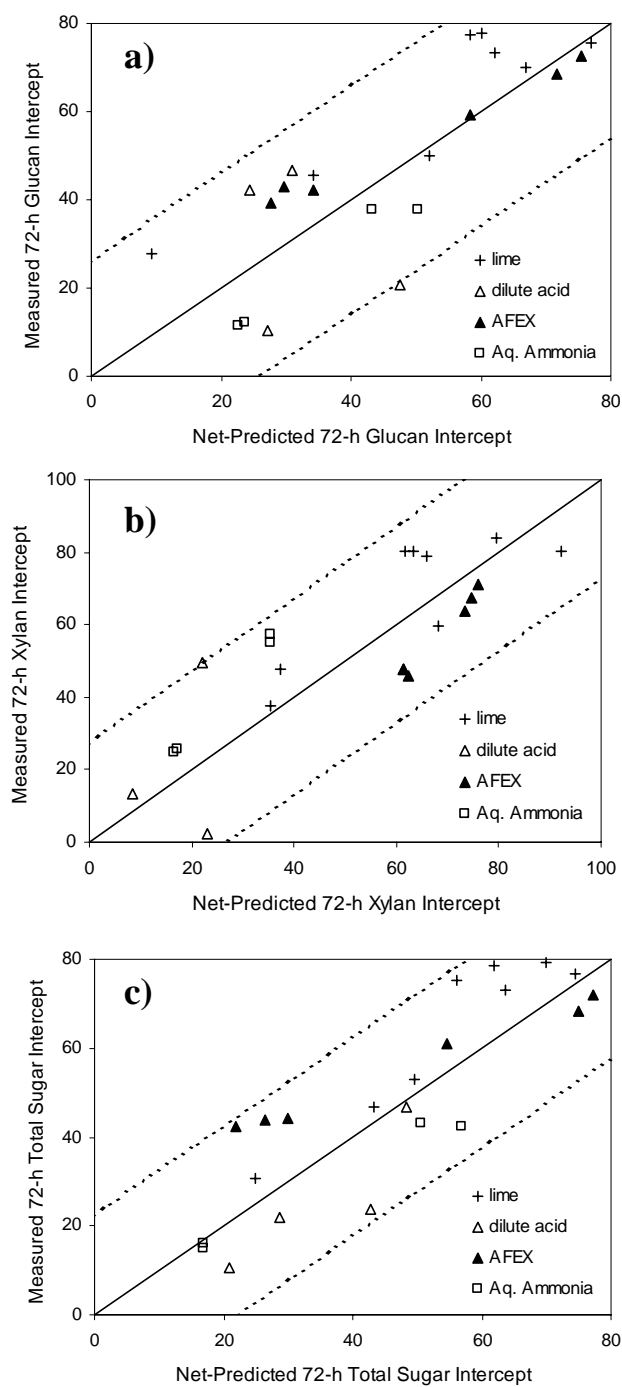 a)
80
60
40
20
0
Measured 72-h Glucan Intercept
lime
dilute acid
AFEX
Aq. Ammonia
0 20 40 60 80
Net-Predicted 72-h Glucan Intercept
b)
100
80
60
40
20
0
Measured 72-h Xylan Intercept
lime
dilute acid
AFEX
Aq. Ammonia
0 20 40 60 80 100
Net-Predicted 72-h Xylan Intercept
c)
80
60
40
20
0
Measured 72-h Total Sugar Intercept
lime
dilute acid
AFEX
Aq. Ammonia
0 20 40 60 80
Net-Predicted 72-h Total Sugar Intercept